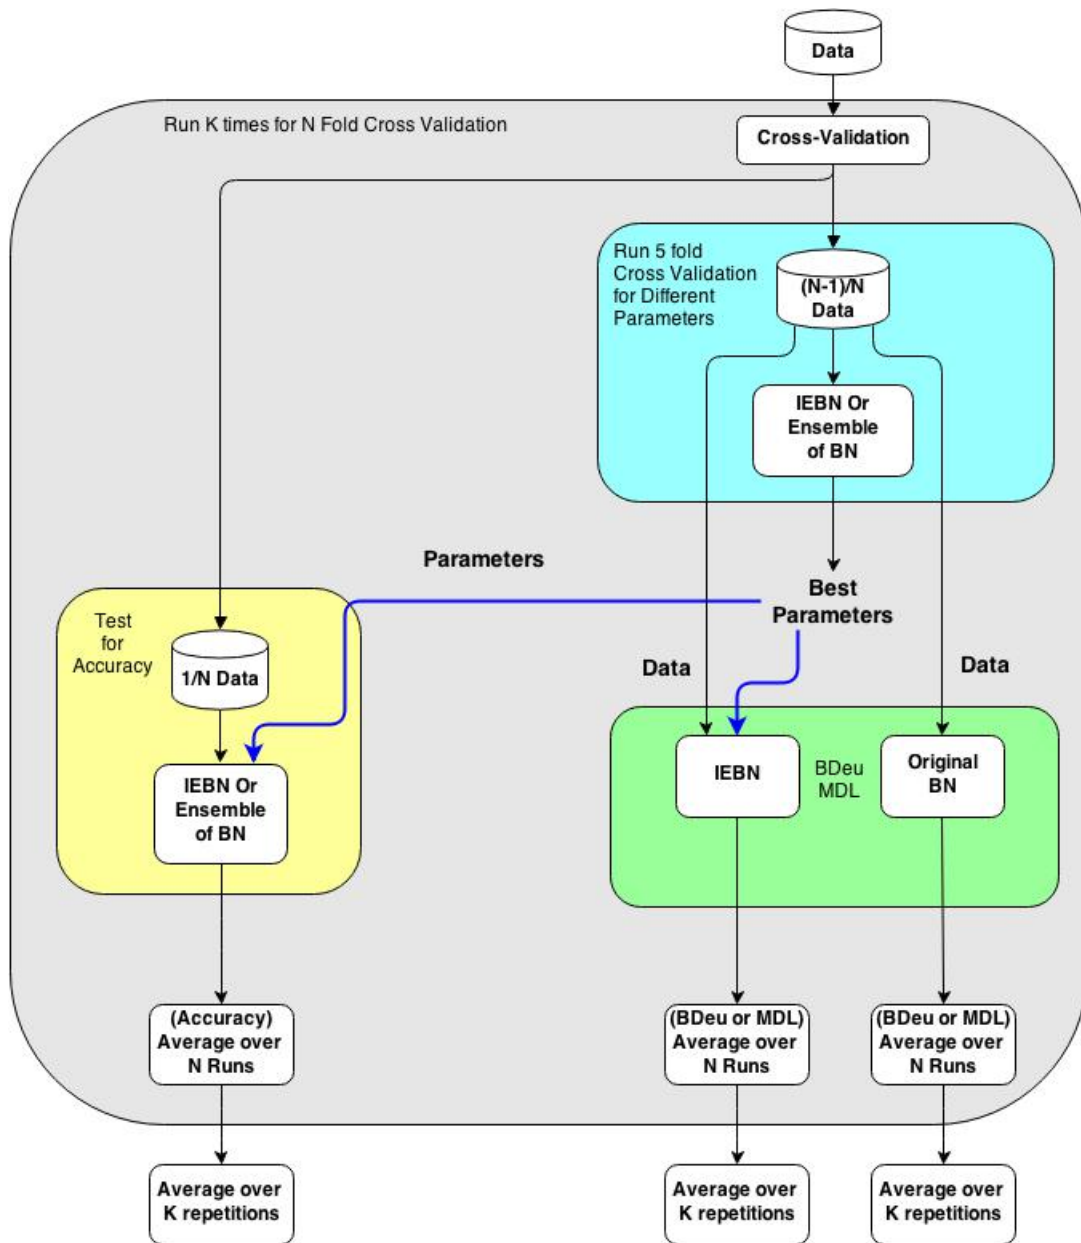 Data
Run K times for N Fold Cross Validation
Cross-Validation
Run 5 fold
Cross Validation
for Different
Parameters
(N-1)/N
Data
IEBN Or
Ensemble
of BN
Parameters
Best
Parameters
Test
for
Accuracy
1/N Data
Data
Data
IEBN Or
Ensemble
of BN
IEBN
BDeu
MDL
Original
BN
(Accuracy)
Average over
N Runs
(BDeu or MDL)
Average over
N Runs
(BDeu or MDL)
Average over
N Runs
Average over
K repetitions
Average over
K repetitions
Average over
K repetitions